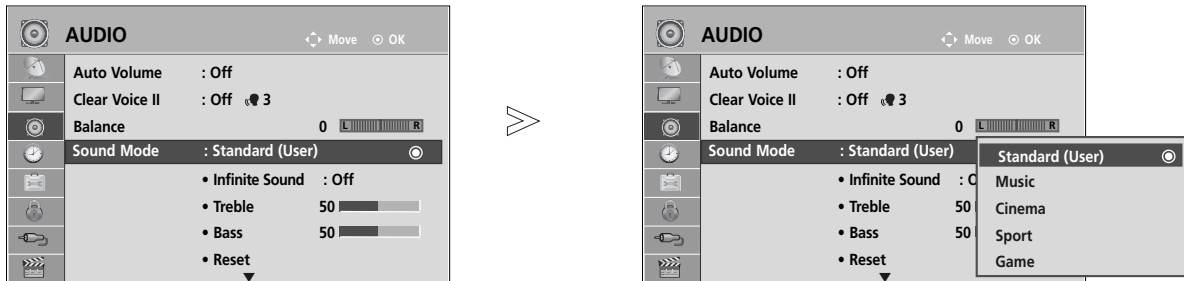 AUDIO
Move OK
Auto Volume : Off
Clear Voice II : Off 3
Balance 0 L R
Sound Mode : Standard (User)
• Infinite Sound : Off
• Treble 50
• Bass 50
• Reset
AUDIO
Move OK
Auto Volume : Off
Clear Voice II : Off 3
Balance 0 L R
Sound Mode : Standard (User)
• Infinite Sound :
• Treble 50
• Bass 50
• Reset
Standard (User)
Music
Cinema
Sport
Game